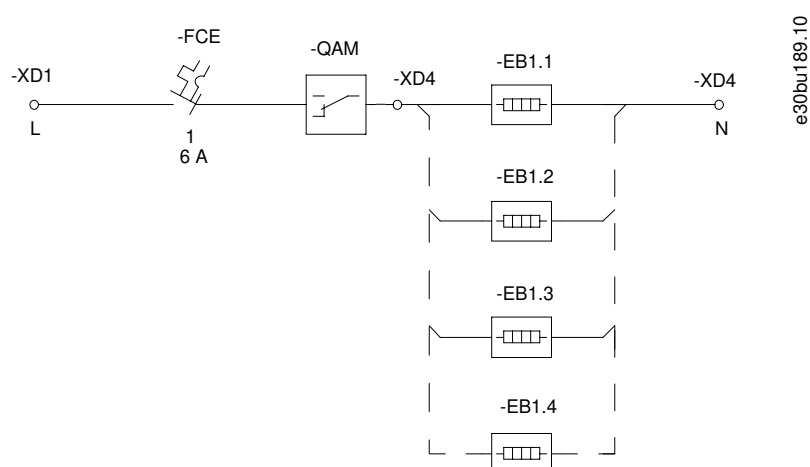 -FCE
-QAM
-EB1.1
-XD1
-XD4
-XD4
L
1
6 A
N
-EB1.2
-EB1.3
-EB1.4
e30bu189.10